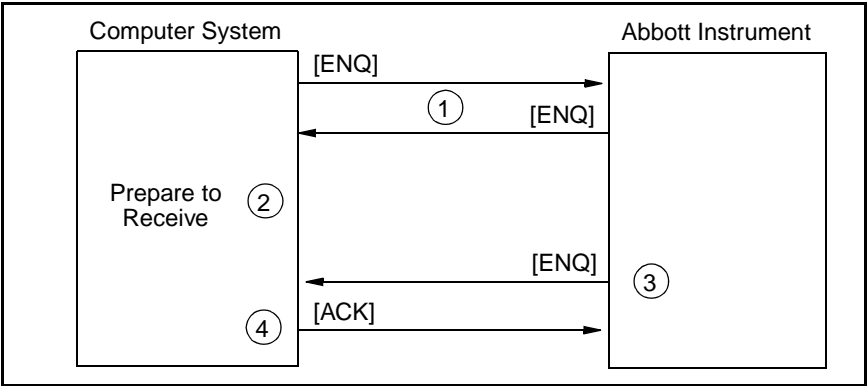 Computer System
Abbott Instrument
[ENQ]
1
[ENQ]
Prepare to
Receive
2
[ENQ]
3
[ACK]
4